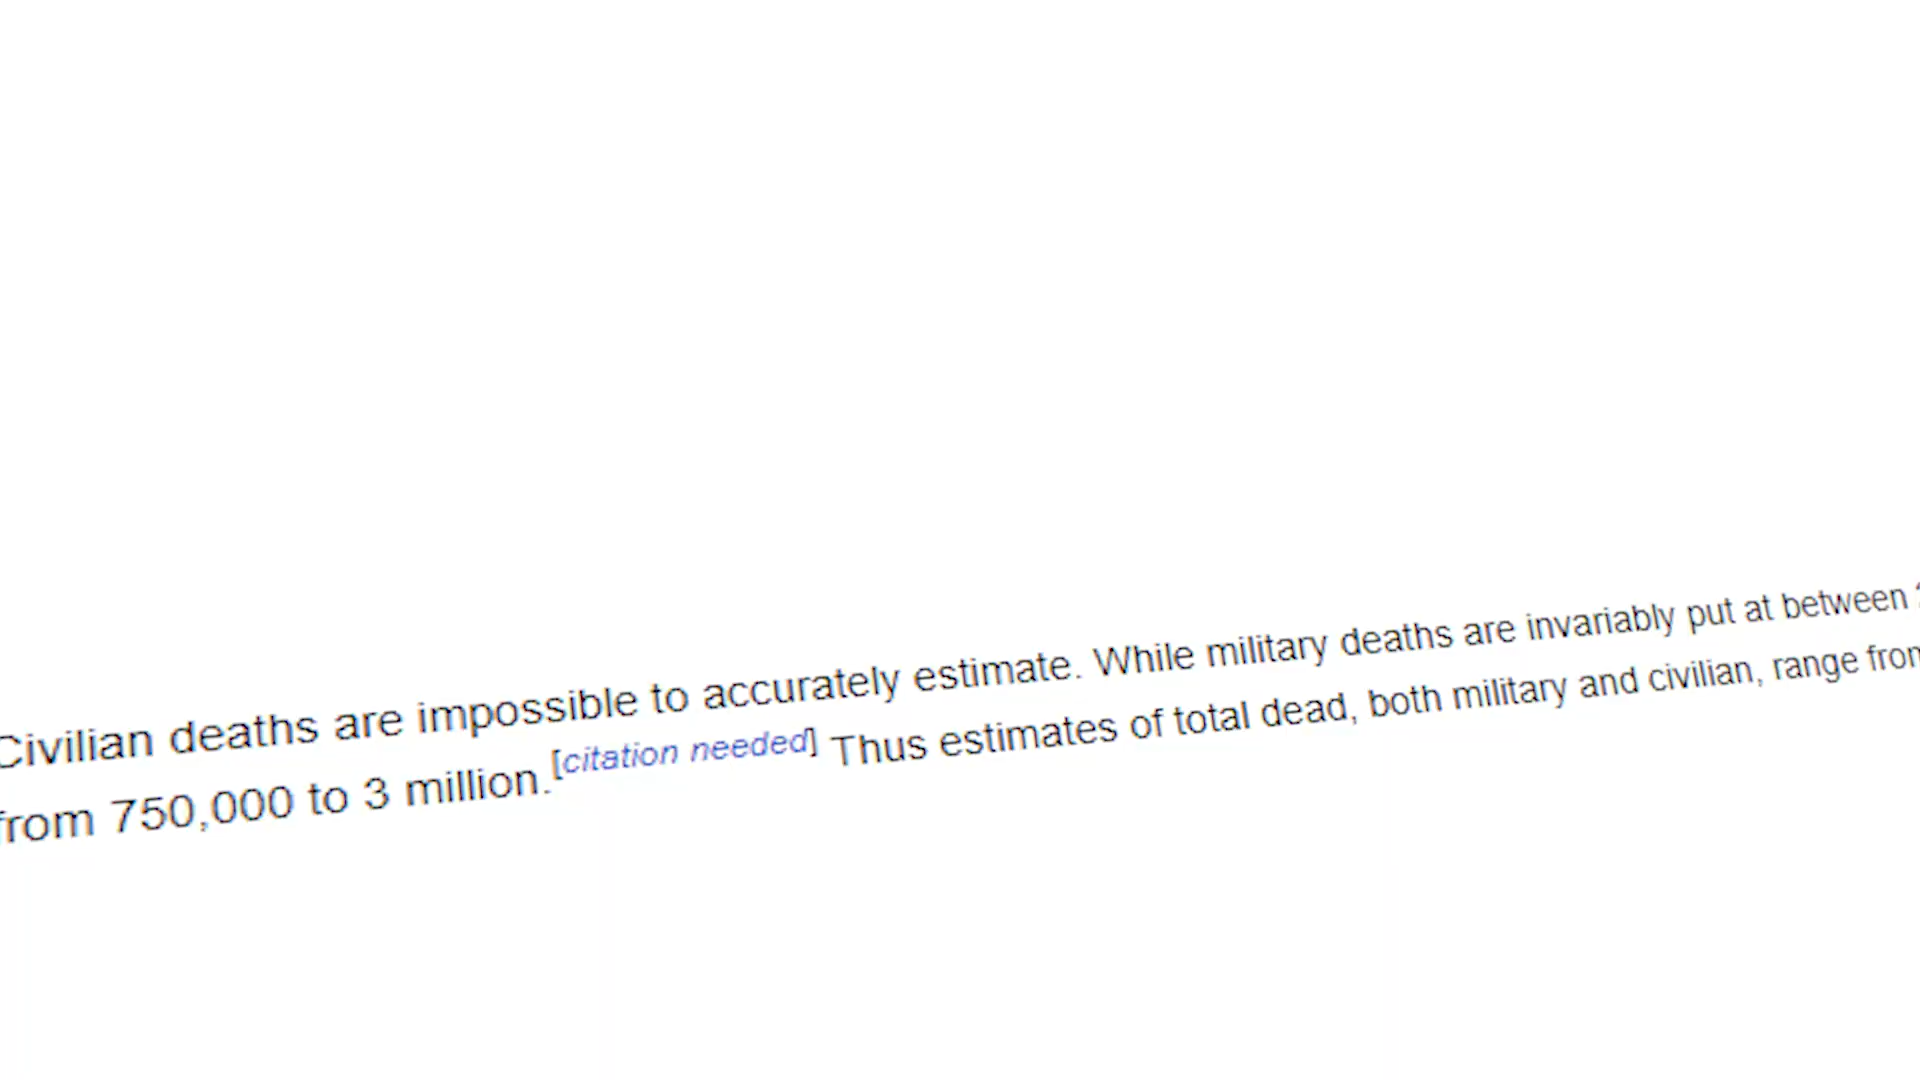 Civilian deaths are impossible to accurately estimate. While military deaths are invariably put at between
from 750,000 to 3 million.[citation needed] Thus estimates of total dead, both military and civilian, range from